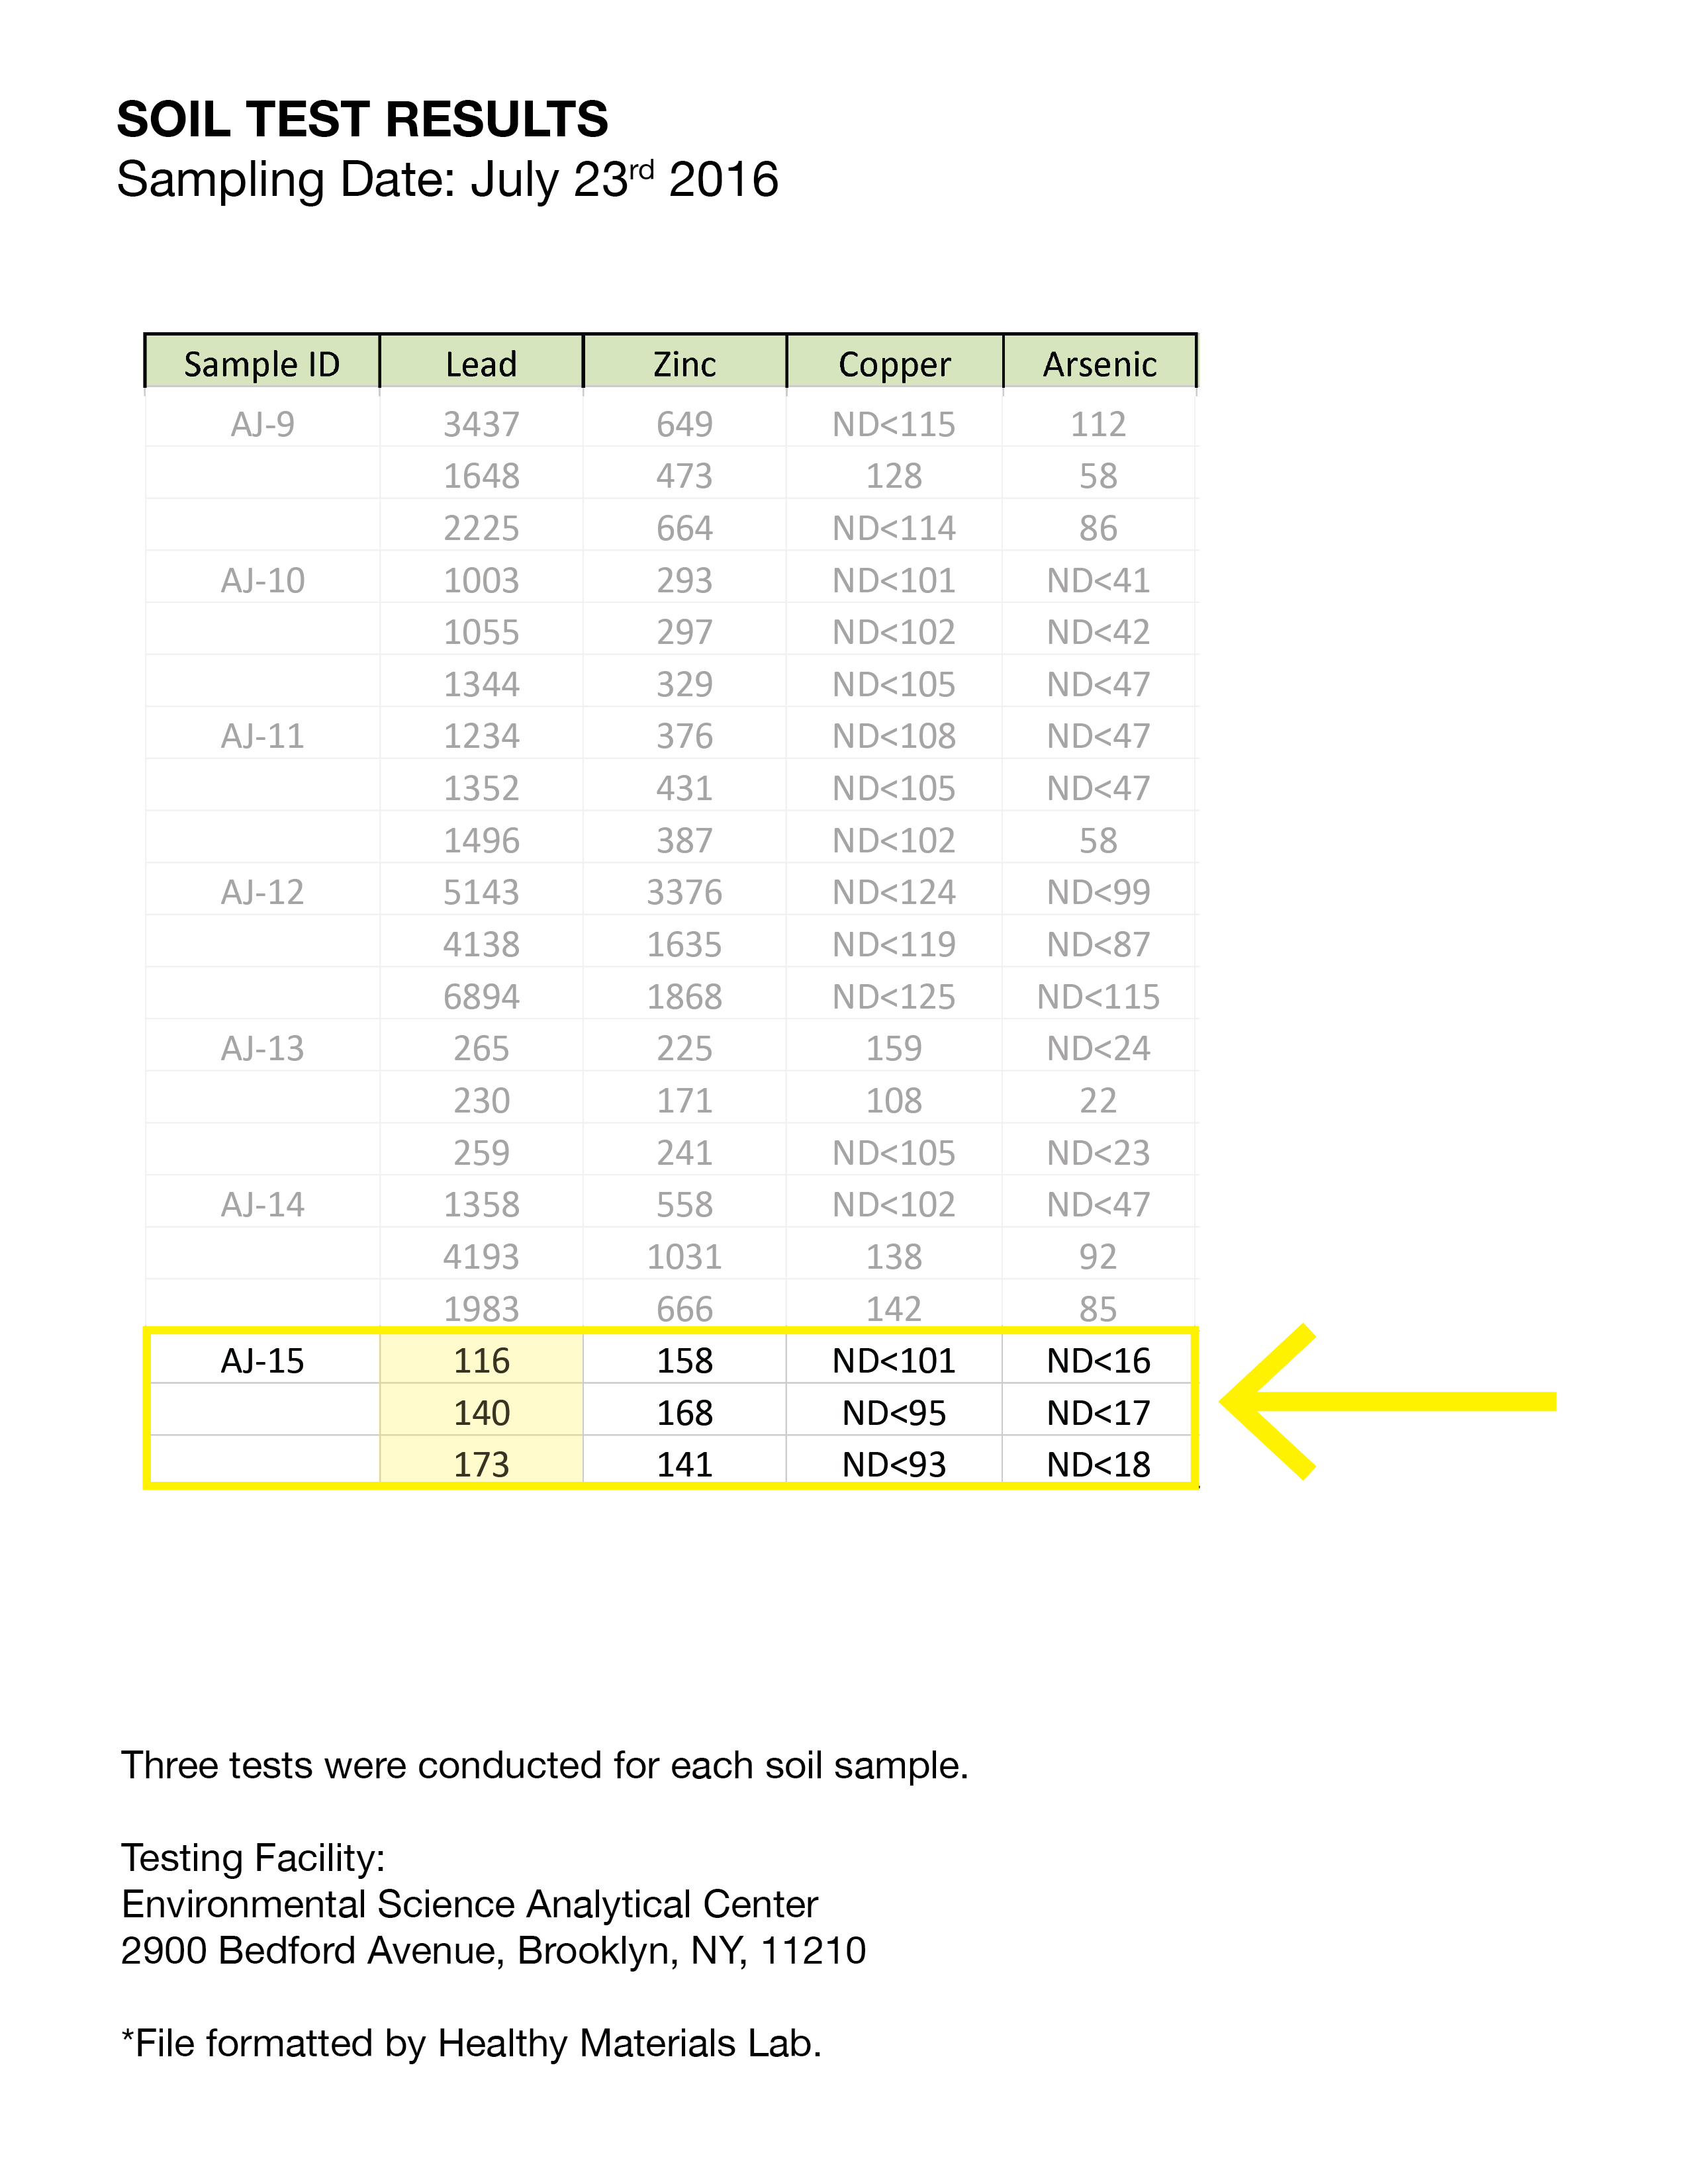 SOIL TEST RESULTS
Sampling Date: July 23rd 2016
Sample ID Lead Zinc Copper Arsenic
AJ-9 3437 649 ND<115 112
1648 473 128 58
2225 664 ND<114 86
AJ-10 1003 293 ND<101 ND<41
1055 297 ND<102 ND<42
1344 329 ND<105 ND<47
AJ-11 1234 376 ND<108 ND<47
1352 431 ND<105 ND<47
1496 387 ND<102 58
AJ-12 5143 3376 ND<124 ND<99
4138 1635 ND<119 ND<87
6894 1868 ND<125 ND<115
AJ-13 265 225 159 ND<24
230 171 108 22
259 241 ND<105 ND<23
AJ-14 1358 558 ND<102 ND<47
4193 1031 138 92
1983 666 142 85
AJ-15 116 158 ND<101 ND<16
140 168 ND<95 ND<17
173 141 ND<93 ND<18
Three tests were conducted for each soil sample.
Testing Facility:
Environmental Science Analytical Center
2900 Bedford Avenue, Brooklyn, NY, 11210
*File formatted by Healthy Materials Lab.